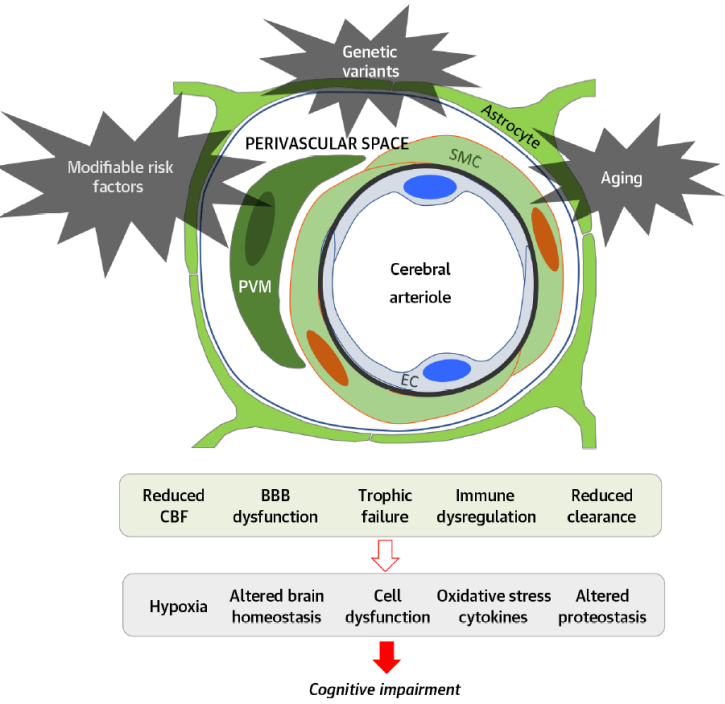 Genetic
variants
Astrocyte
PERIVASCULAR SPACE
SMC
Modifiable risk
factors
Aging
Cerebral
arteriole
PVM
EC
Reduced
CBF
BBB
dysfunction
Trophic
failure
Immune
dysregulation
Reduced
clearance
Hypoxia
Altered brain
homeostasis
Cell
dysfunction
Oxidative stress
cytokines
Altered
proteostasis
Cognitive impairment